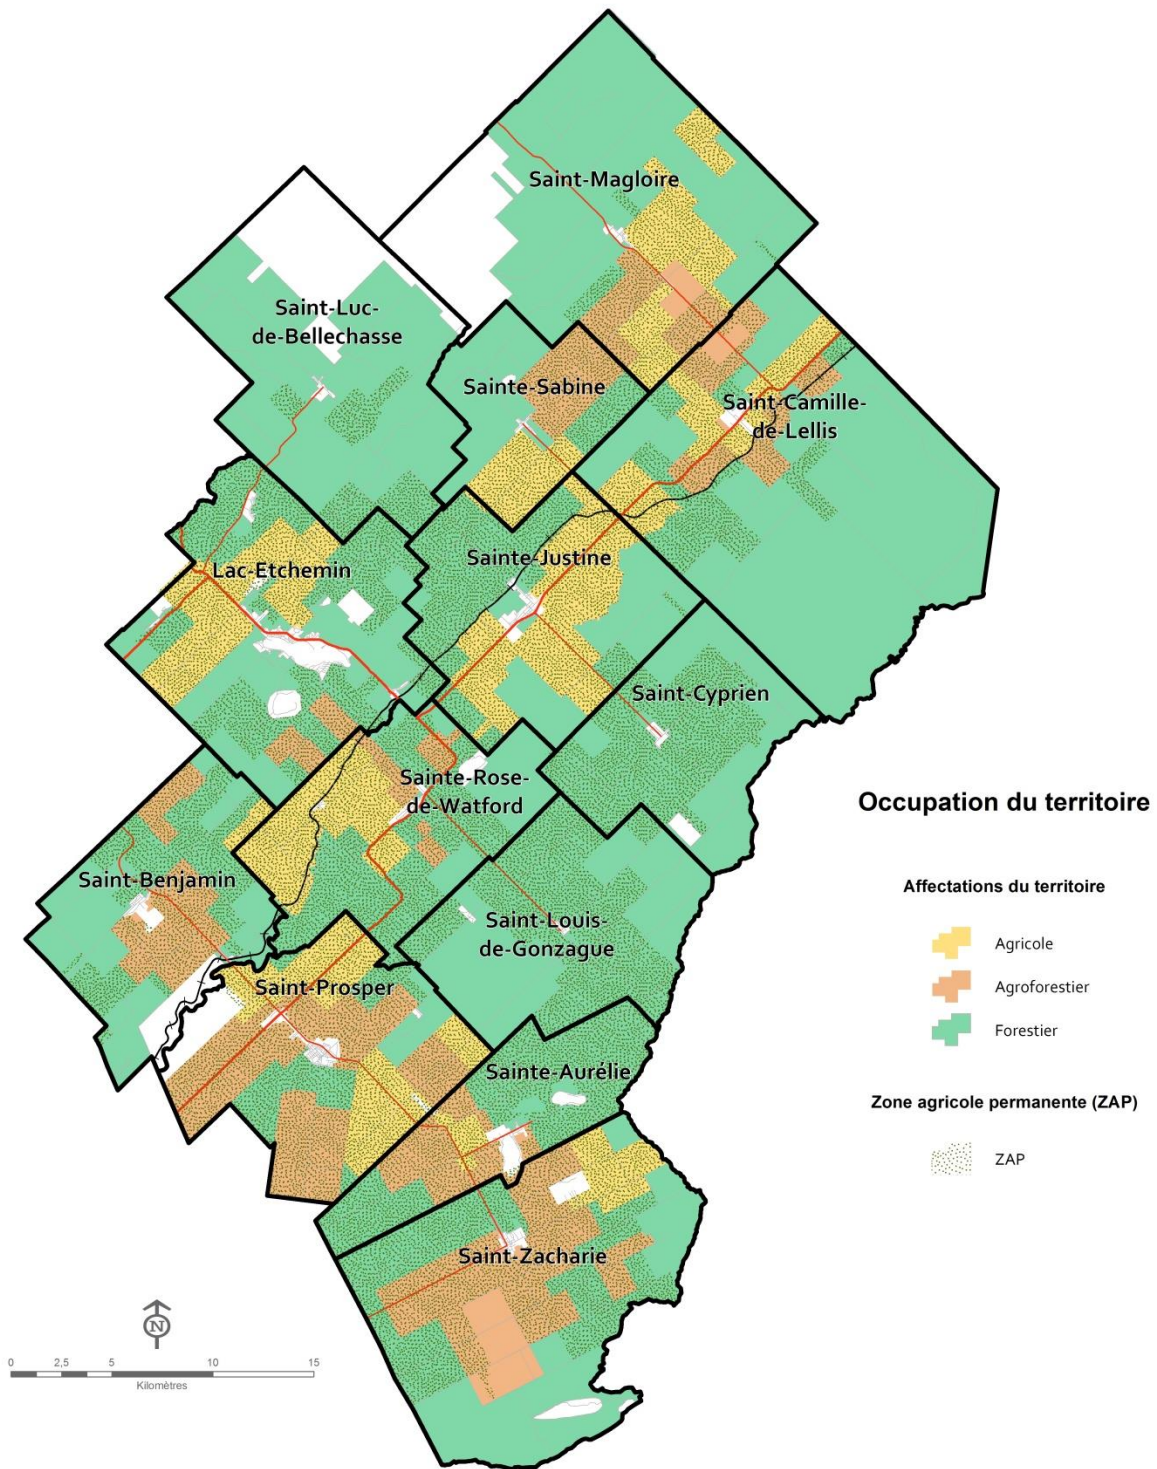 Saint-Magloire
Saint-Luc-
de-Bellechasse
Sainte-Sabine
Saint-Camille-
de-Lellis
Sainte-Justine
Lac-Etchemin
Saint-Cyprien
Sainte-Rose-
de-Watford
Saint-Benjamin
Saint-Louis-
de-Gonzague
Saint-Prosper
Sainte-Aurélie
Saint-Zacharie
Occupation du territoire
Affectations du territoire
Agricole
Agroforestier
Forestier
Zone agricole permanente (ZAP)
ZAP
N
0 2,5 5 10 15
Kilomètres